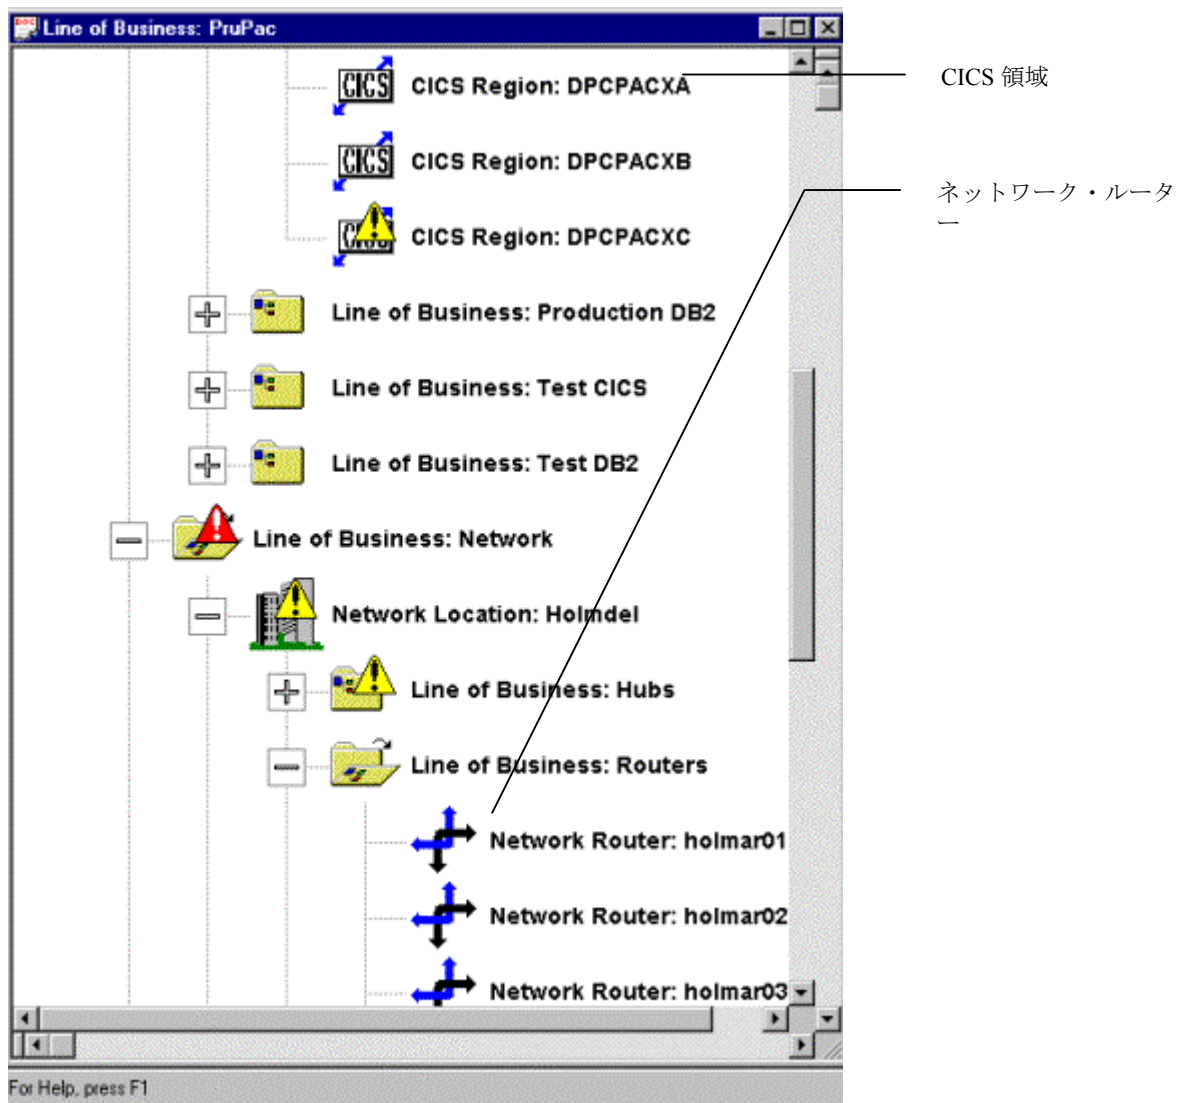 Line of Business: PruPac
CICS
CICS Region: DPCPACXA
CICS 領域
CICS
CICS Region: DPCPACXB
ネットワーク・ルータ
ー
CICS Region: DPCPACXC
Line of Business: Production DB2
Line of Business: Test CICS
Line of Business: Test DB2
Line of Business: Network
Network Location: Holmdel
Line of Business: Hubs
Line of Business: Routers
Network Router: holmar01
Network Router: holmar02
Network Router: holmar03
For Help, press F1